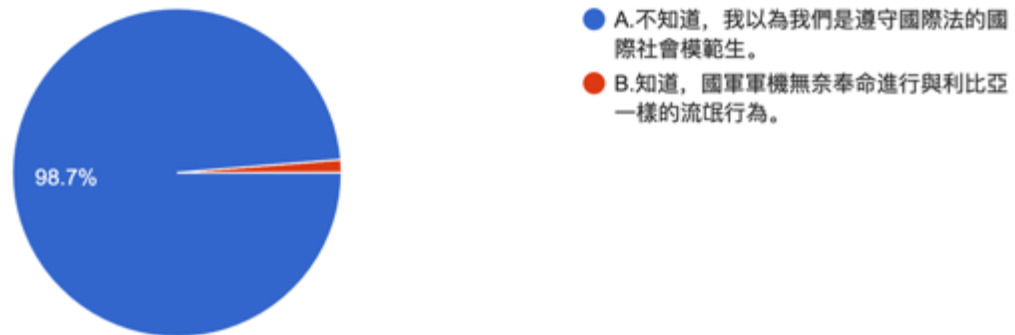 A.不知道，我以為我們是遵守國際法的國
際社會模範生。
B.知道，國軍軍機無奈奉命進行與利比亞
一樣的流氓行為。
98.7%